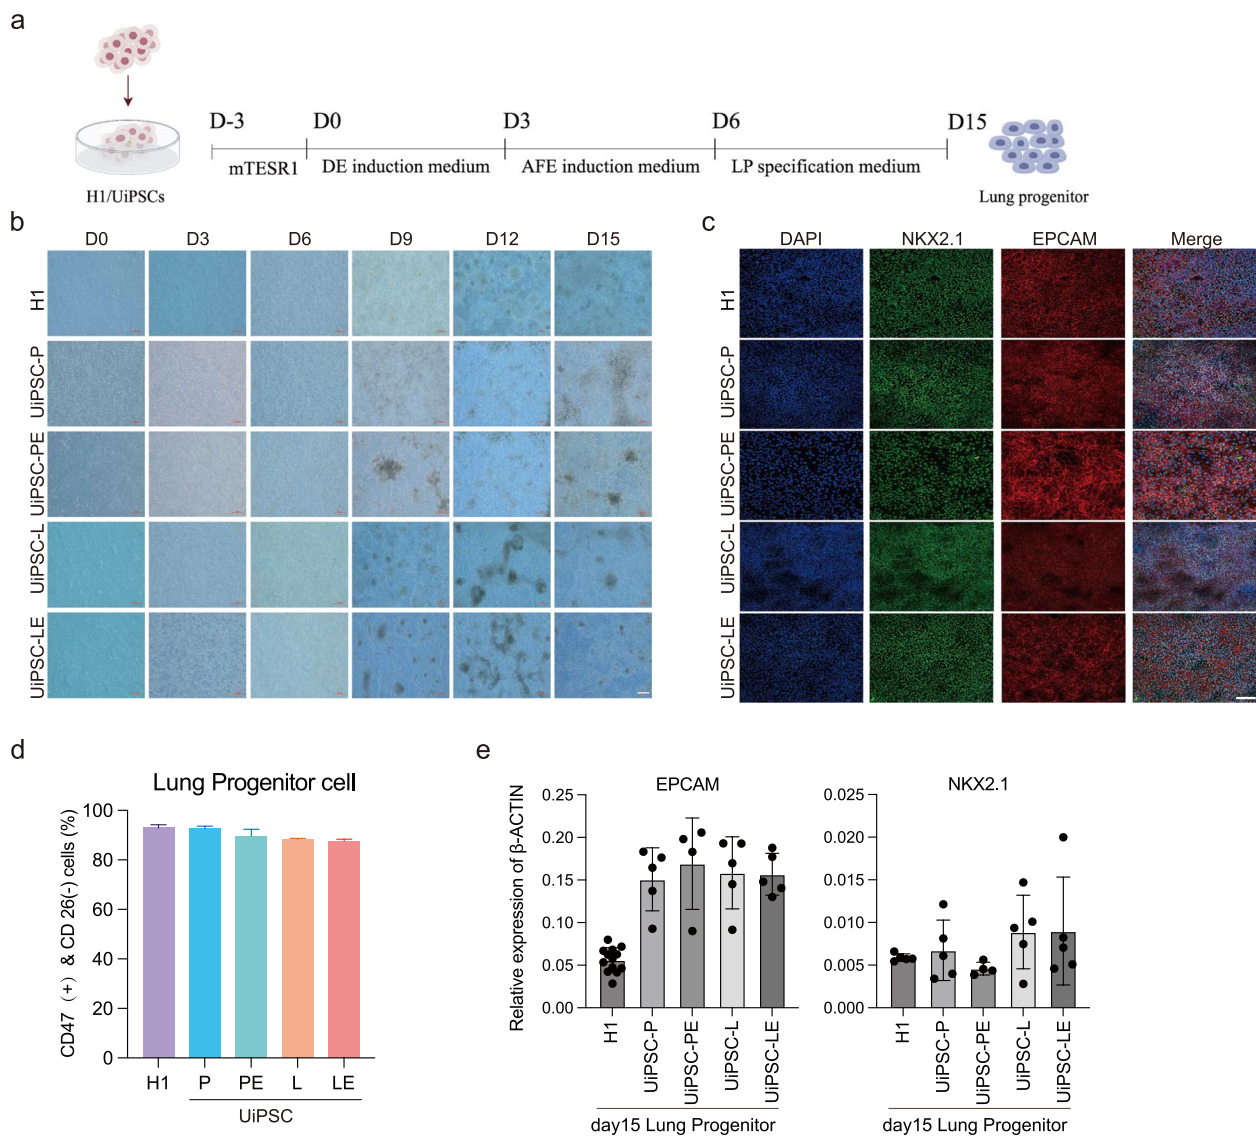 a
D-3 D0 D3 D6 D15
mTESR1 DE induction medium AFE induction medium LP specification medium
H1/UiPSCs Lung progenitor
b
D0 D3 D6 D9 D12 D15
H1
UiPSC-P
UiPSC-PE
UiPSC-L
UiPSC-LE
c
DAPI NKX2.1 EPCAM Merge
H1
UiPSC-P
UiPSC-PE
UiPSC-L
UiPSC-LE
d
Lung Progenitor cell
CD47 (+) & CD 26(-) cells (%)
100
80
60
40
20
0
H1 P PE L LE
UiPSC
e
EPCAM
Relative expression of β-ACTIN
0.25
0.20
0.15
0.10
0.05
0.00
H1
UiPSC-P
UiPSC-PE
UiPSC-L
UiPSC-LE
day15 Lung Progenitor
NKX2.1
0.025
0.020
0.015
0.010
0.005
0.000
H1
UiPSC-P
UiPSC-PE
UiPSC-L
UiPSC-LE
day15 Lung Progenitor